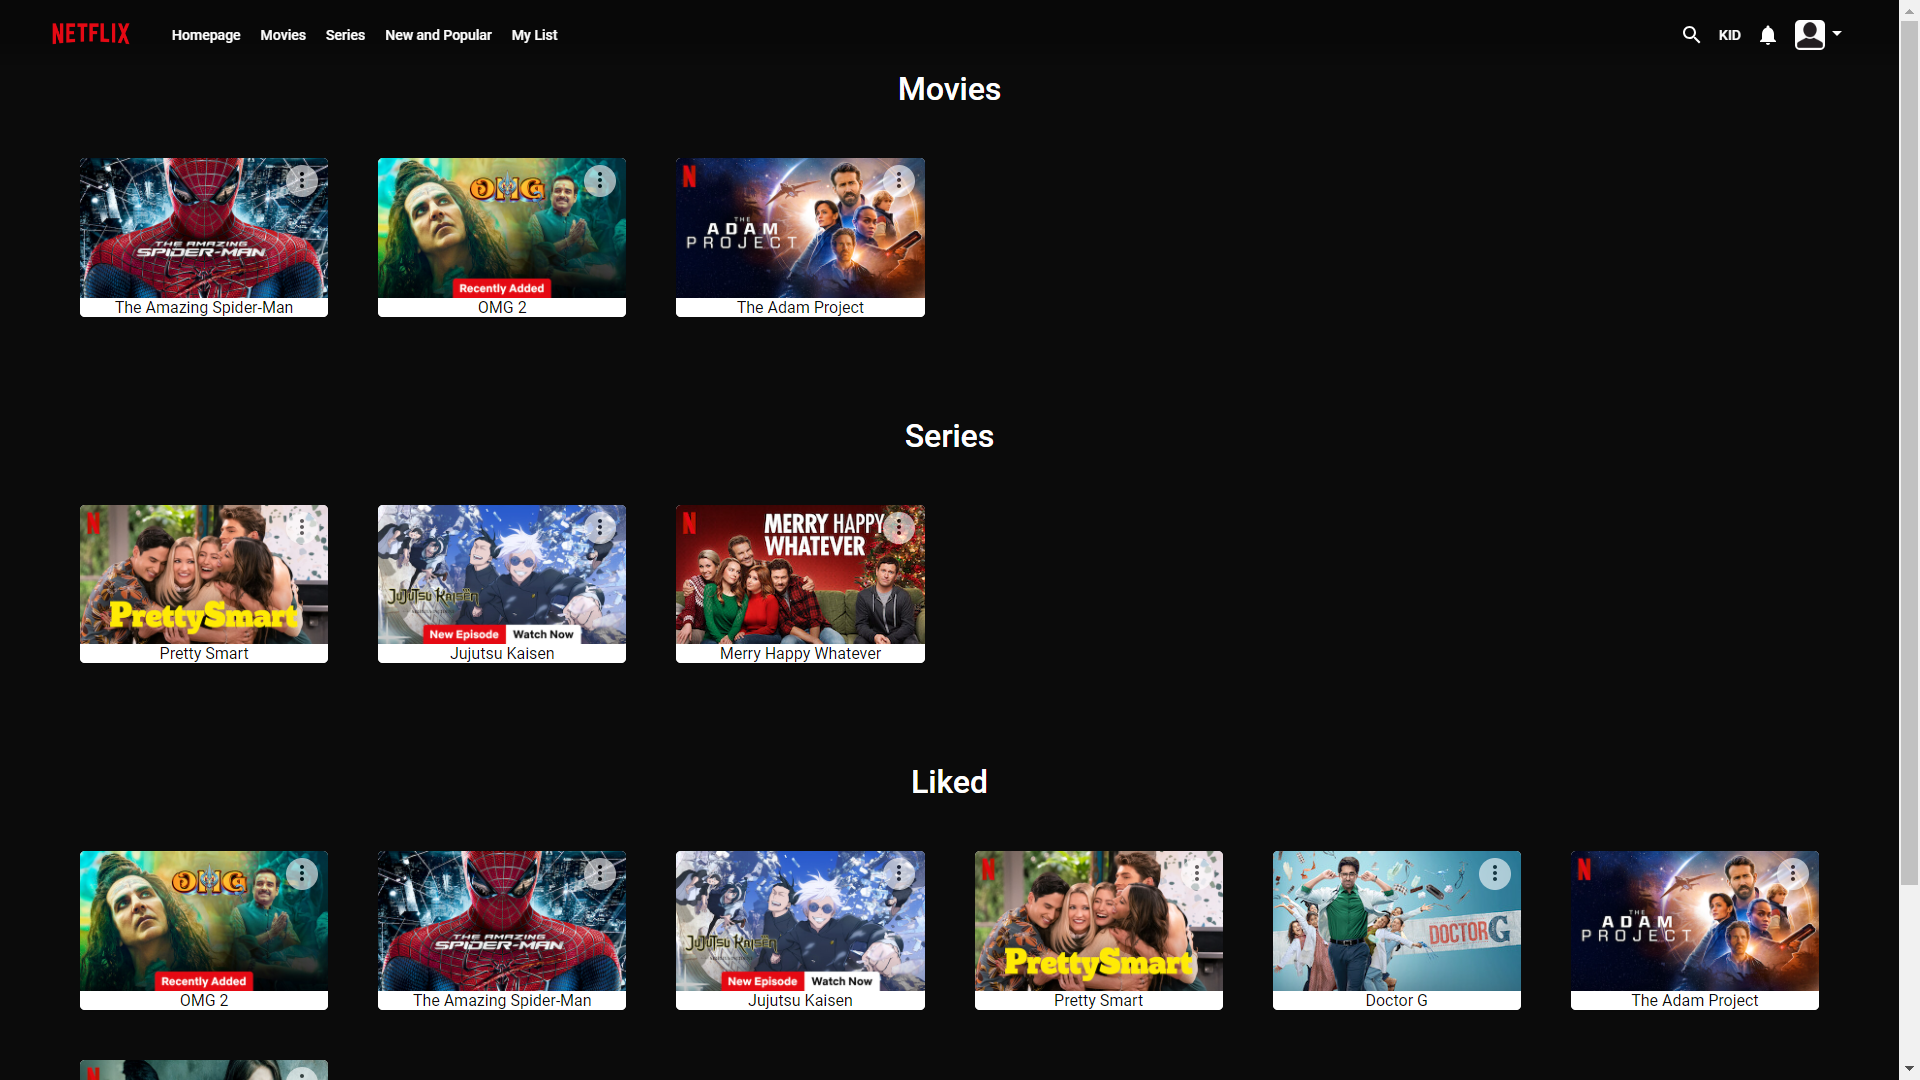 NETFLIX
Homepage
Movies
Series
New and Popular
My List
KID
Movies
THE AMAZING
SPIDER-MAN
The Amazing Spider-Man
OMG
Recently Added
OMG 2
N
THE
ADAM
PROJECT
The Adam Project
Series
N
PrettySmart
Pretty Smart
JUJUTSU KAISEN
New Episode
Watch Now
Jujutsu Kaisen
N
MERRY HAPPY
WHATEVER
Merry Happy Whatever
Liked
OMG
Recently Added
OMG 2
THE AMAZING
SPIDER-MAN
The Amazing Spider-Man
JUJUTSU KAISEN
New Episode
Watch Now
Jujutsu Kaisen
N
PrettySmart
Pretty Smart
DOCTOR G
Doctor G
N
THE
ADAM
PROJECT
The Adam Project
N